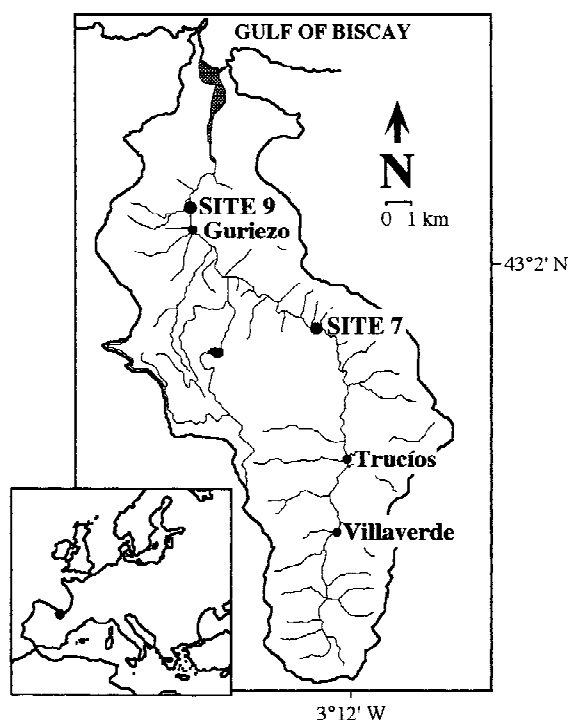 GULF OF BISCAY
N
0 1 km
SITE 9
Guriezo
43°2' N
SITE 7
Trucíos
Villaverde
3°12' W